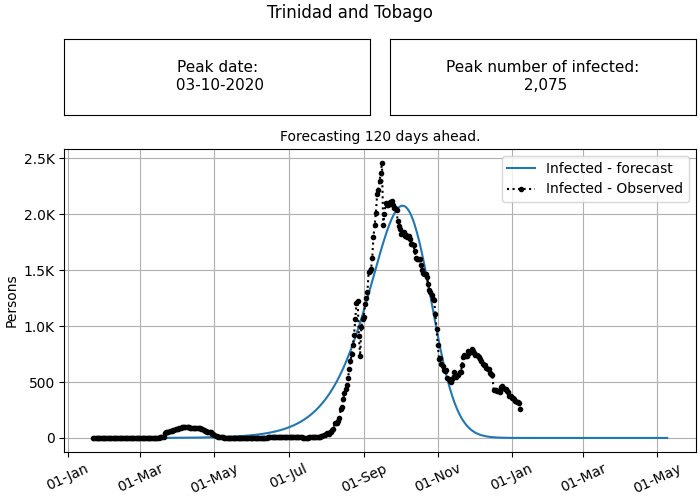 Trinidad and Tobago
Peak date:
03-10-2020
Peak number of infected:
2,075
Forecasting 120 days ahead.
Infected - forecast
Infected - Observed
Persons
2.5K
2.0K
1.5K
1.0K
500
0
01-Jan
01-Mar
01-May
01-Jul
01-Sep
01-Nov
01-Jan
01-Mar
01-May